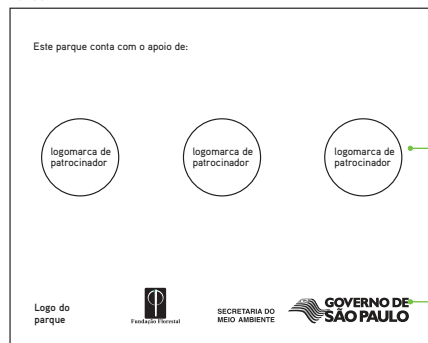 Este parque conta com o apoio de:
logomarca de
patrocinador
logomarca de
patrocinador
logomarca de
patrocinador
Logo do
parque
Fundação Florestal
SECRETARIA DO
MEIO AMBIENTE
GOVERNO DE
SÃO PAULO